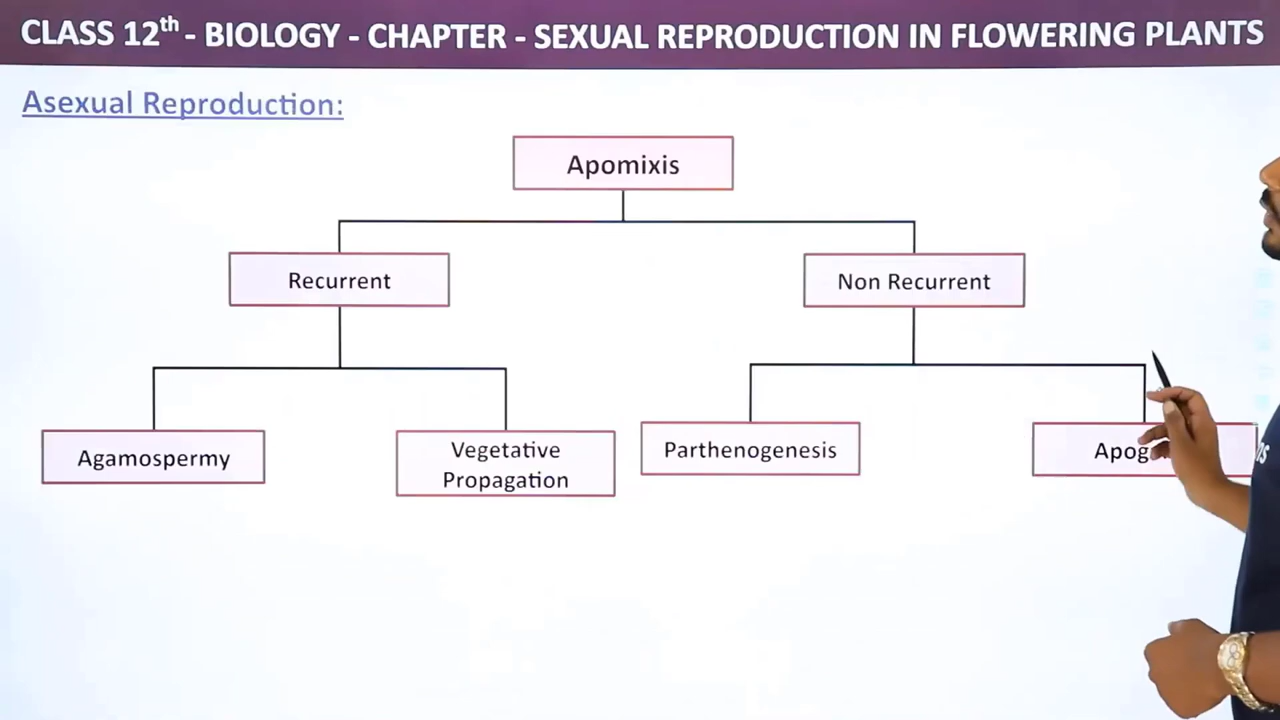 CLASS 12th - BIOLOGY - CHAPTER - SEXUAL REPRODUCTION IN FLOWERING PLANTS
Asexual Reproduction:
Apomixis
Recurrent
Non Recurrent
Agamospermy
Vegetative
Propagation
Parthenogenesis